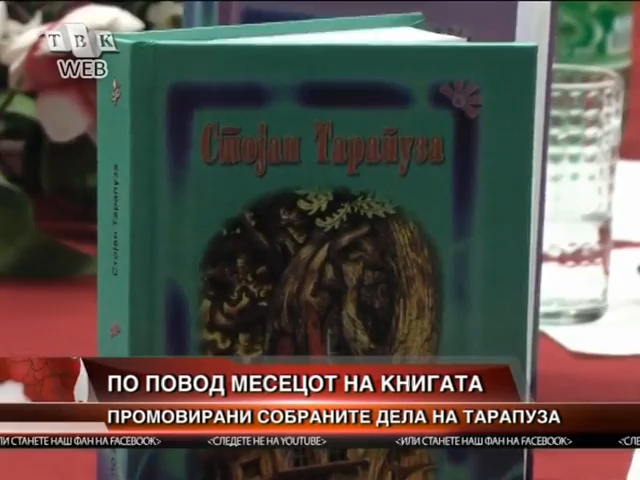 ТВК
WEB
Стојан Тарапуза
Стојан Тарапуза
ПО ПОВОД МЕСЕЦОТ НА КНИГАТА
ПРОМОВИРАНИ СОБРАНИТЕ ДЕЛА НА ТАРАПУЗА
ИЛИ СТАНЕТЕ НАШ ФАН НА FACEBOOK> <СЛЕДЕТЕ НЕ НА YOUTUBE> <ИЛИ СТАНЕТЕ НАШ ФАН НА FACEBOOK> <СЛЕДЕ